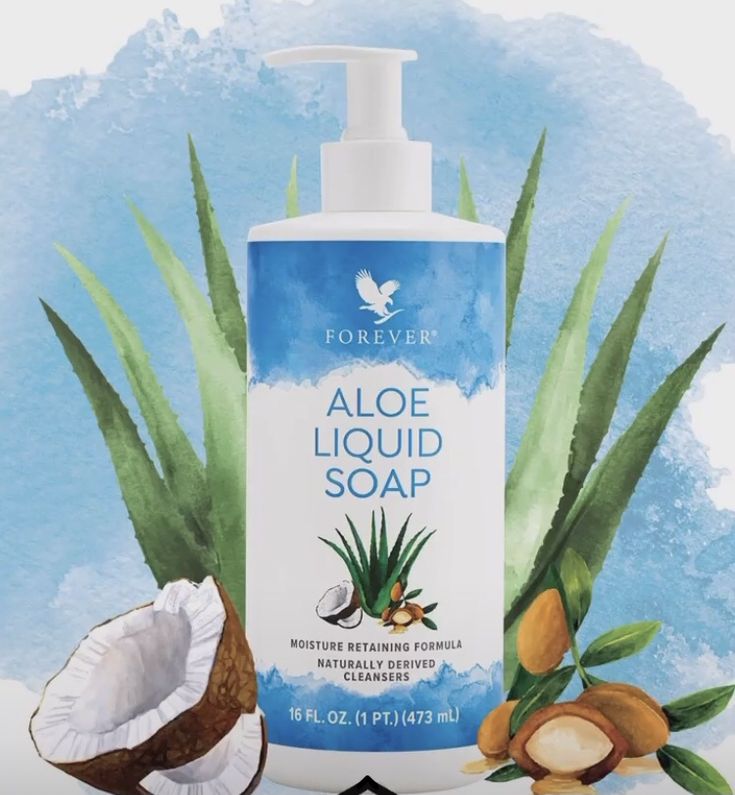 FOREVER®
ALOE
LIQUID
SOAP
MOISTURE RETAINING FORMULA
NATURALLY DERIVED
CLEANSERS
16 FL. OZ. (1 PT.) (473 mL)